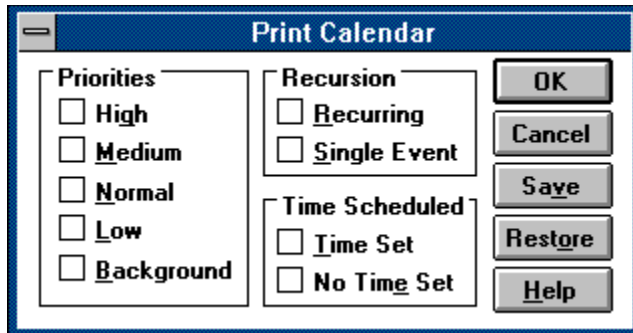 Print Calendar
Priorities
High
Medium
Normal
Low
Background
Recursion
Recurring
Single Event
Time Scheduled
Time Set
No Time Set
OK
Cancel
Save
Restore
Help